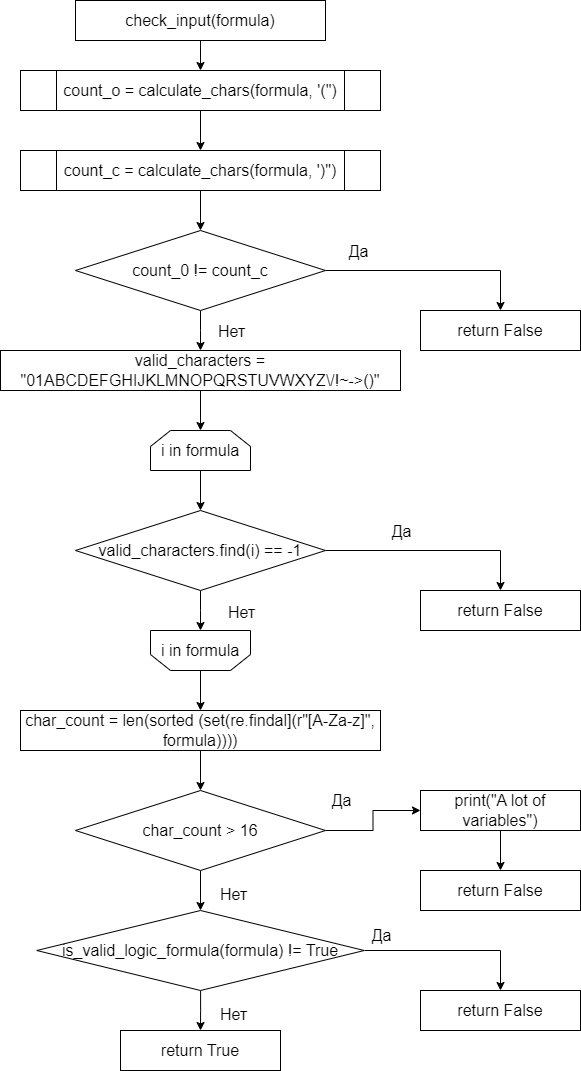 check_input(formula)
count_o = calculate_chars(formula, '(")
count_c = calculate_chars(formula, ')")
count_0 != count_c
Да
Нет
return False
valid_characters =
"01ABCDEFGHIJKLMNOPQRSTUVWXYZ\/!~->()"
i in formula
valid_characters.find(i) == -1
Да
Нет
return False
i in formula
char_count = len(sorted (set(re.findal](r"[A-Za-z]",
formula))))
char_count > 16
Да
Нет
print("A lot of
variables")
return False
is_valid_logic_formula(formula) != True
Да
Нет
return False
return True